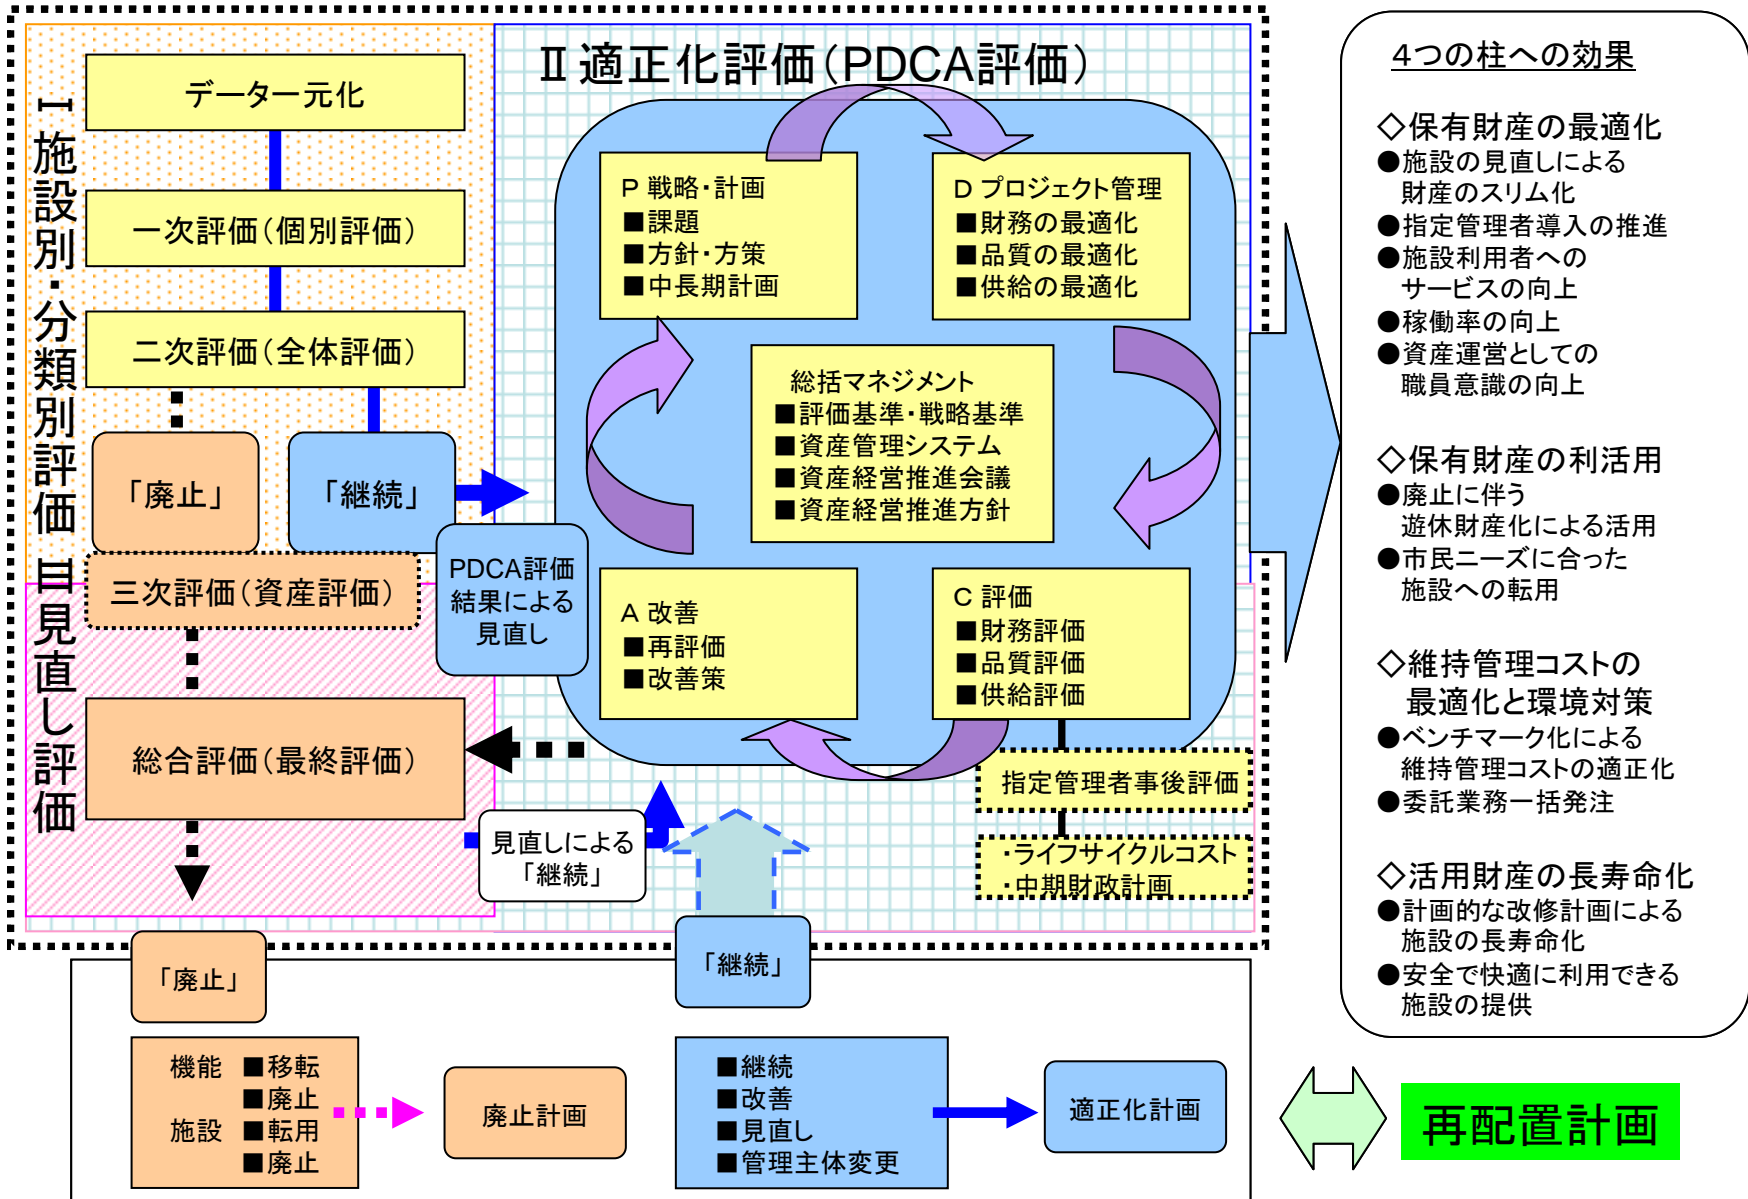 Ⅰ 施設別・分類別評価
データ一元化
一次評価(個別評価)
二次評価(全体評価)
「廃止」
「継続」
三次評価(資産評価)
Ⅲ見直し評価
総合評価(最終評価)
Ⅱ適正化評価(PDCA評価)
P 戦略・計画
■課題
■方針・方策
■中長期計画
D プロジェクト管理
■財務の最適化
■品質の最適化
■供給の最適化
総括マネジメント
■評価基準・戦略基準
■資産管理システム
■資産経営推進会議
■資産経営推進方針
PDCA評価
結果による
見直し
A 改善
■再評価
■改善策
C 評価
■財務評価
■品質評価
■供給評価
指定管理者事後評価
・ライフサイクルコスト
・中期財政計画
見直しによる
「継続」
「廃止」
機能 ■移転
■廃止
施設 ■転用
■廃止
廃止計画
「継続」
■継続
■改善
■見直し
■管理主体変更
適正化計画
4つの柱への効果
◇保有財産の最適化
●施設の見直しによる
財産のスリム化
●指定管理者導入の推進
●施設利用者への
サービスの向上
●稼働率の向上
●資産運営としての
職員意識の向上
◇保有財産の利活用
●廃止に伴う
遊休財産化による活用
●市民ニーズに合った
施設への転用
◇維持管理コストの
最適化と環境対策
●ベンチマーク化による
維持管理コストの適正化
●委託業務一括発注
◇活用財産の長寿命化
●計画的な改修計画による
施設の長寿命化
●安全で快適に利用できる
施設の提供
再配置計画